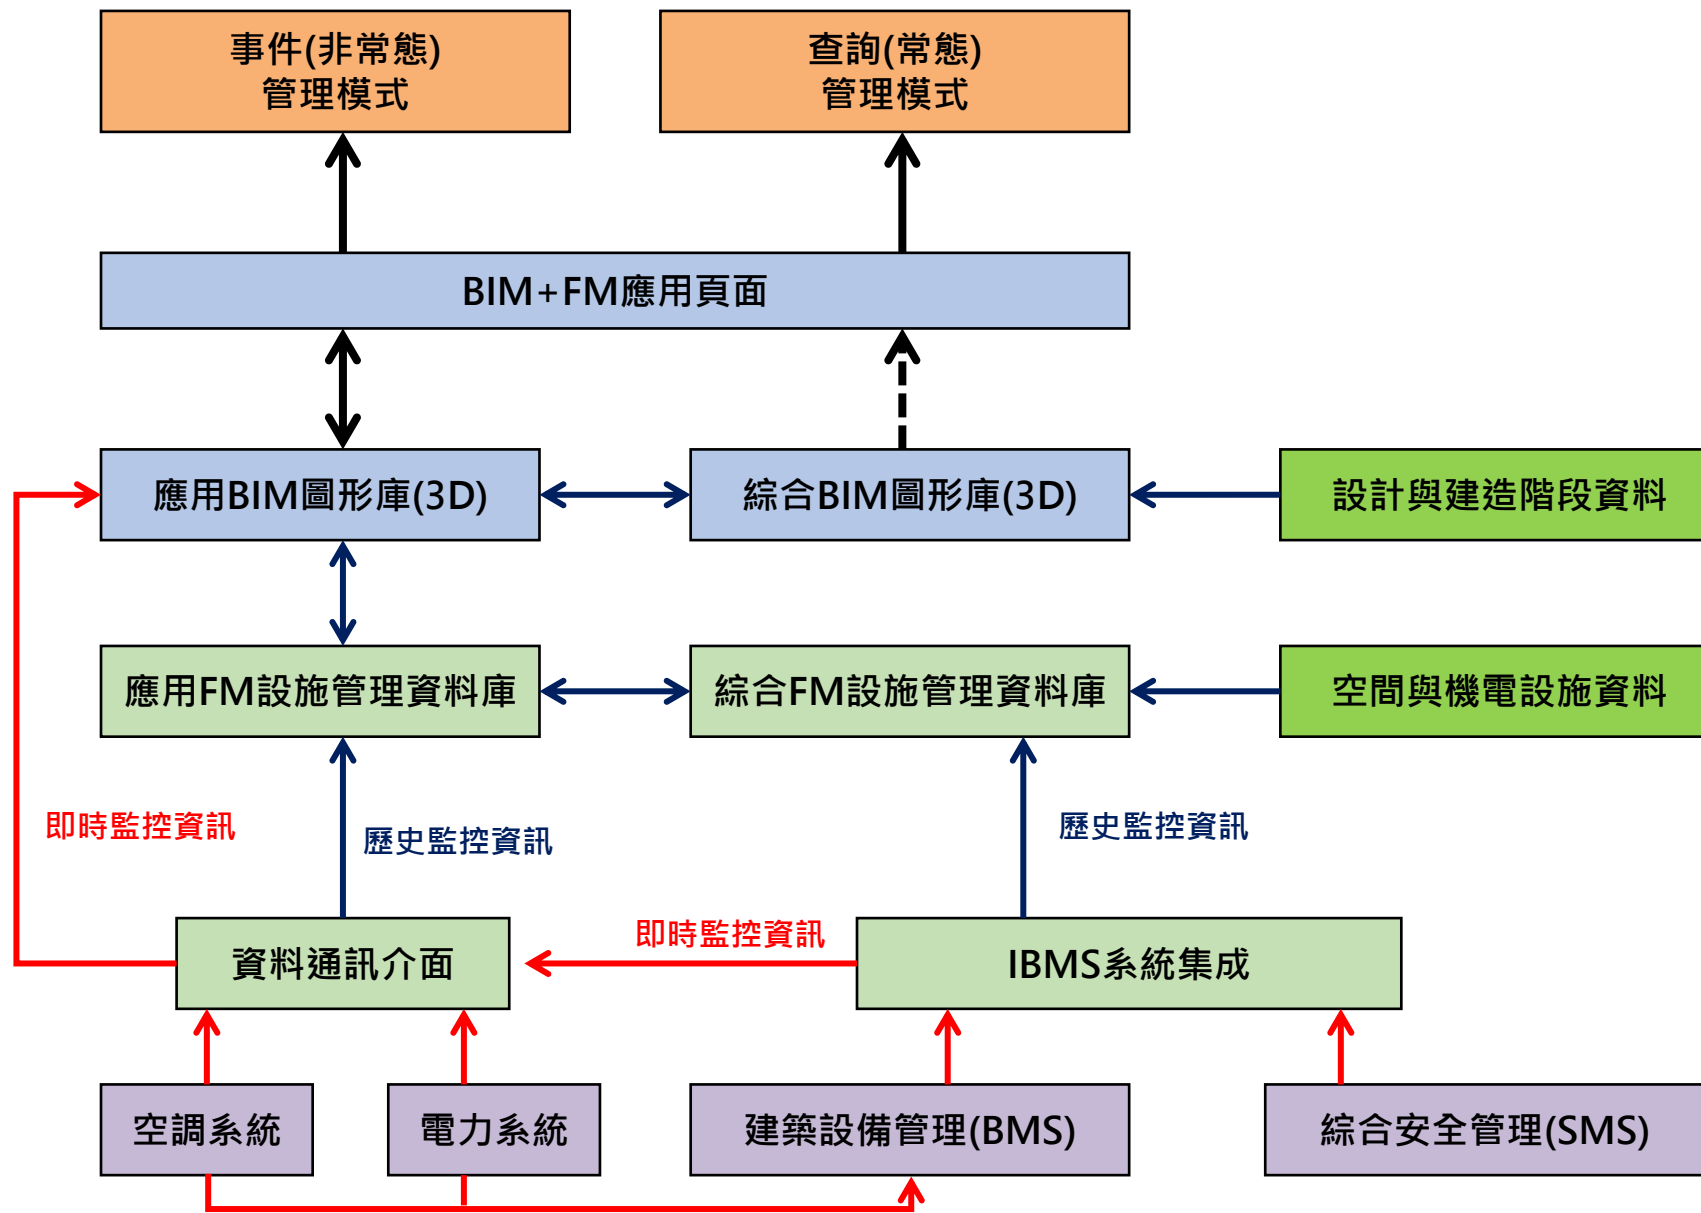 事件(非常態)
管理模式
查詢(常態)
管理模式
BIM+FM應用頁面
應用BIM圖形庫(3D)
綜合BIM圖形庫(3D)
設計與建造階段資料
應用FM設施管理資料庫
綜合FM設施管理資料庫
空間與機電設施資料
即時監控資訊
歷史監控資訊
歷史監控資訊
資料通訊介面
即時監控資訊
IBMS系統集成
空調系統
電力系統
建築設備管理(BMS)
綜合安全管理(SMS)